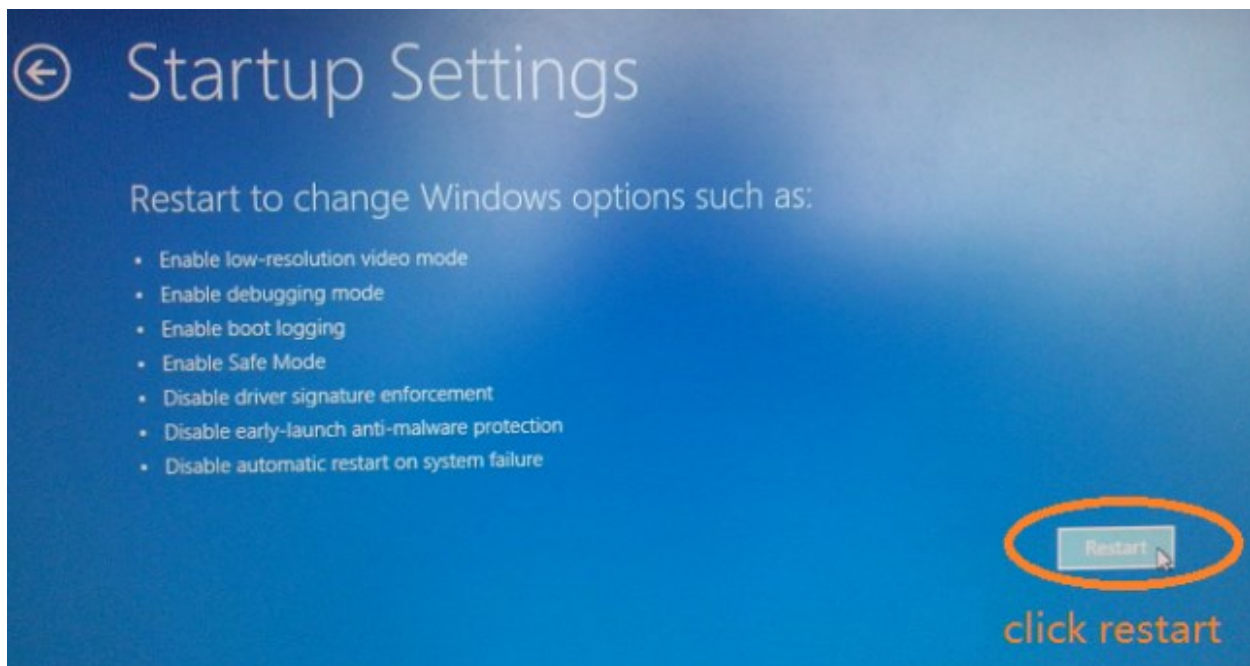 Startup Settings
Restart to change Windows options such as:
• Enable low-resolution video mode
• Enable debugging mode
• Enable boot logging
• Enable Safe Mode
• Disable driver signature enforcement
• Disable early-launch anti-malware protection
• Disable automatic restart on system failure
Restart
click restart